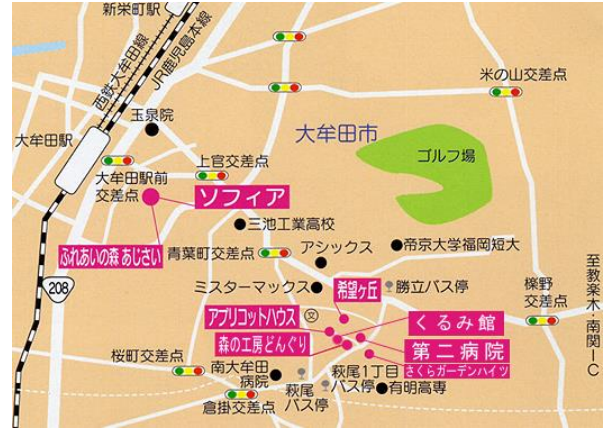 新栄町駅
西鉄大牟田線
JR鹿児島本線
米の山交差点
玉泉院
大牟田市
大牟田駅
ゴルフ場
上官交差点
大牟田駅前
交差点
ソフィア
三池工業高校
ふれあいの森 あじさい
青葉町交差点
アシックス
帝京大学福岡短大
至教楽木・南関IC
208
ミスターマックス
希望ヶ丘
勝立バス停
櫟野
交差点
アプリコットハウス
文
くるみ館
森の工房どんぐり
第二病院
桜町交差点
さくらガーデンハイツ
南大牟田
病院
萩尾
バス停
萩尾1丁目
バス停
有明高専
倉掛交差点